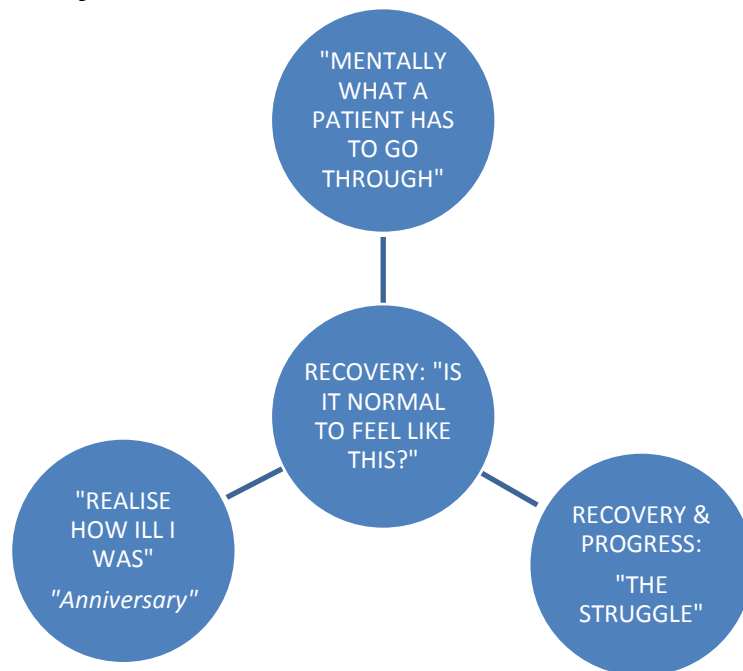 "MENTALLY
WHAT A
PATIENT HAS
TO GO
THROUGH"
RECOVERY: "IS
IT NORMAL
TO FEEL LIKE
THIS?"
"REALISE
HOW ILL I
WAS"
"Anniversary"
RECOVERY &
PROGRESS:
"THE
STRUGGLE"